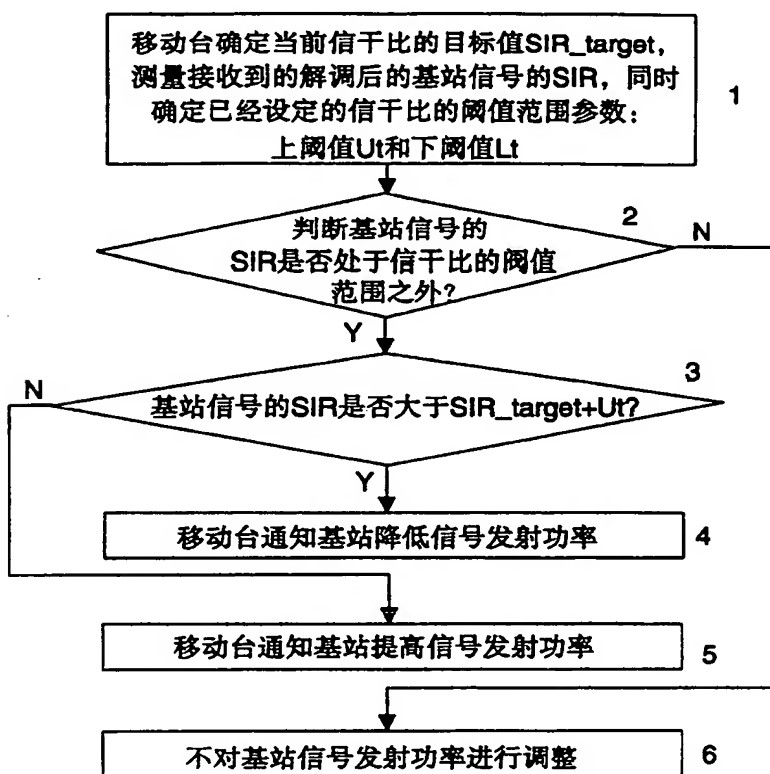 移动台确定当前信干比的目标值SIR_target，
测量接收到的解调后的基站信号的SIR，同时
确定已经设定的信干比的阈值范围参数：
上阈值Ut和下阈值Lt
1
判断基站信号的
SIR是否处于信干比的阀值
范围之外？
2
N
Y
基站信号的SIR是否大于SIR_target+Ut?
3
N
Y
移动台通知基站降低信号发射功率
4
移动台通知基站提高信号发射功率
5
不对基站信号发射功率进行调整
6